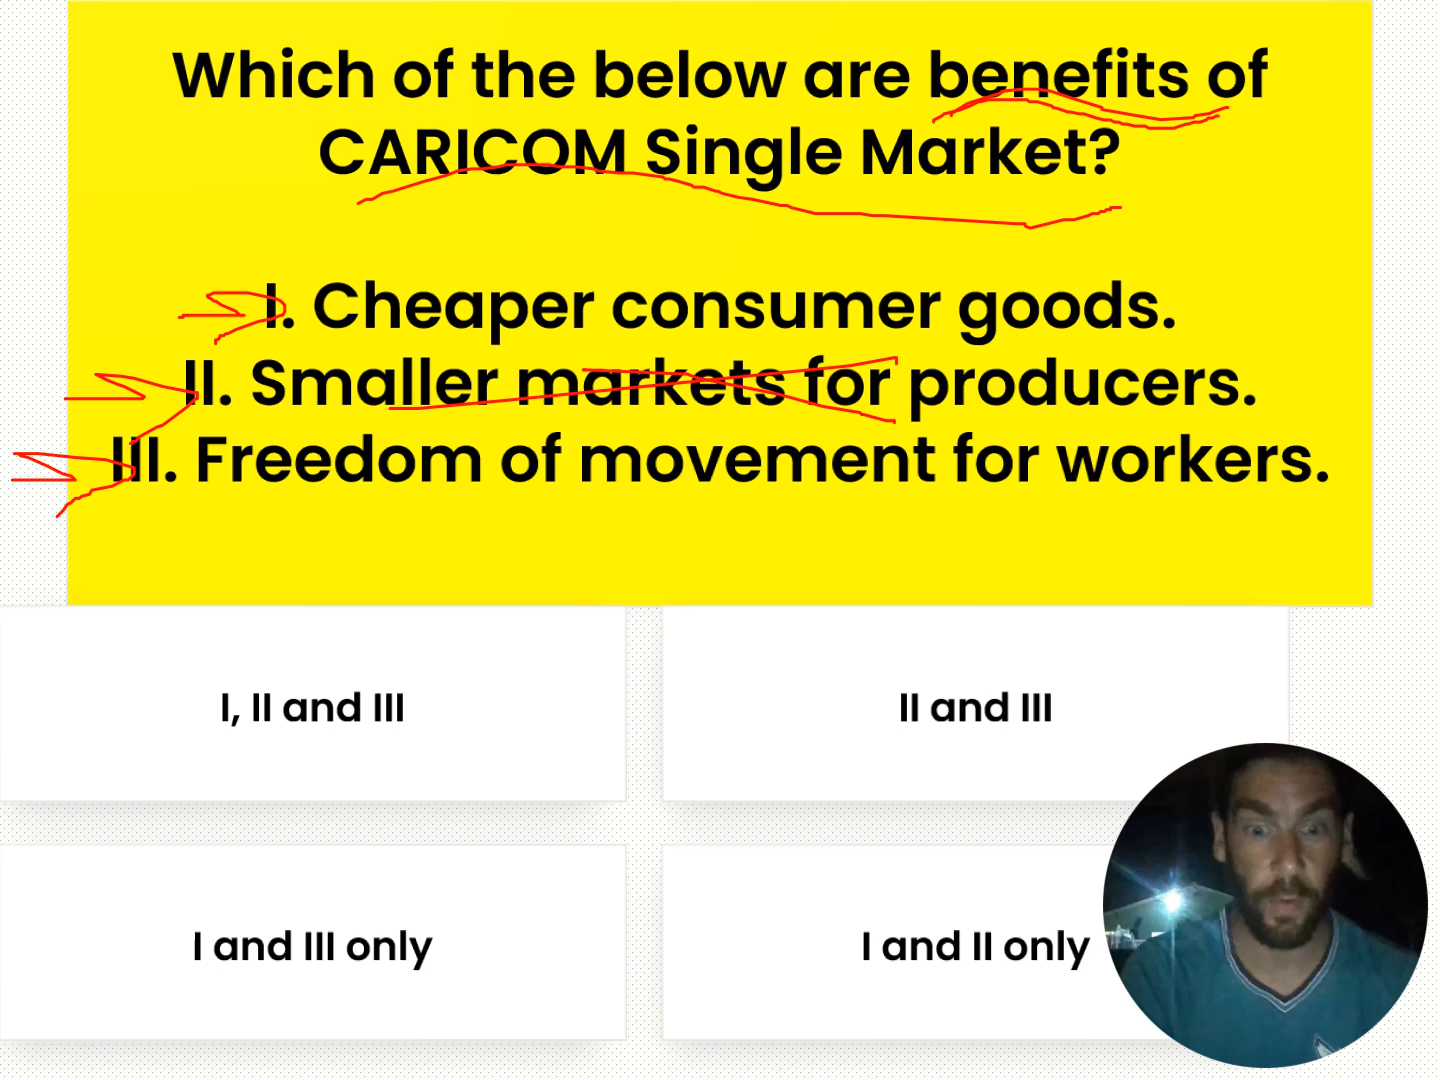 Which of the below are benefits of
CARICOM Single Market?
I. Cheaper consumer goods.
II. Smaller markets for producers.
III. Freedom of movement for workers.
I, II and III
II and III
I and III only
I and II only